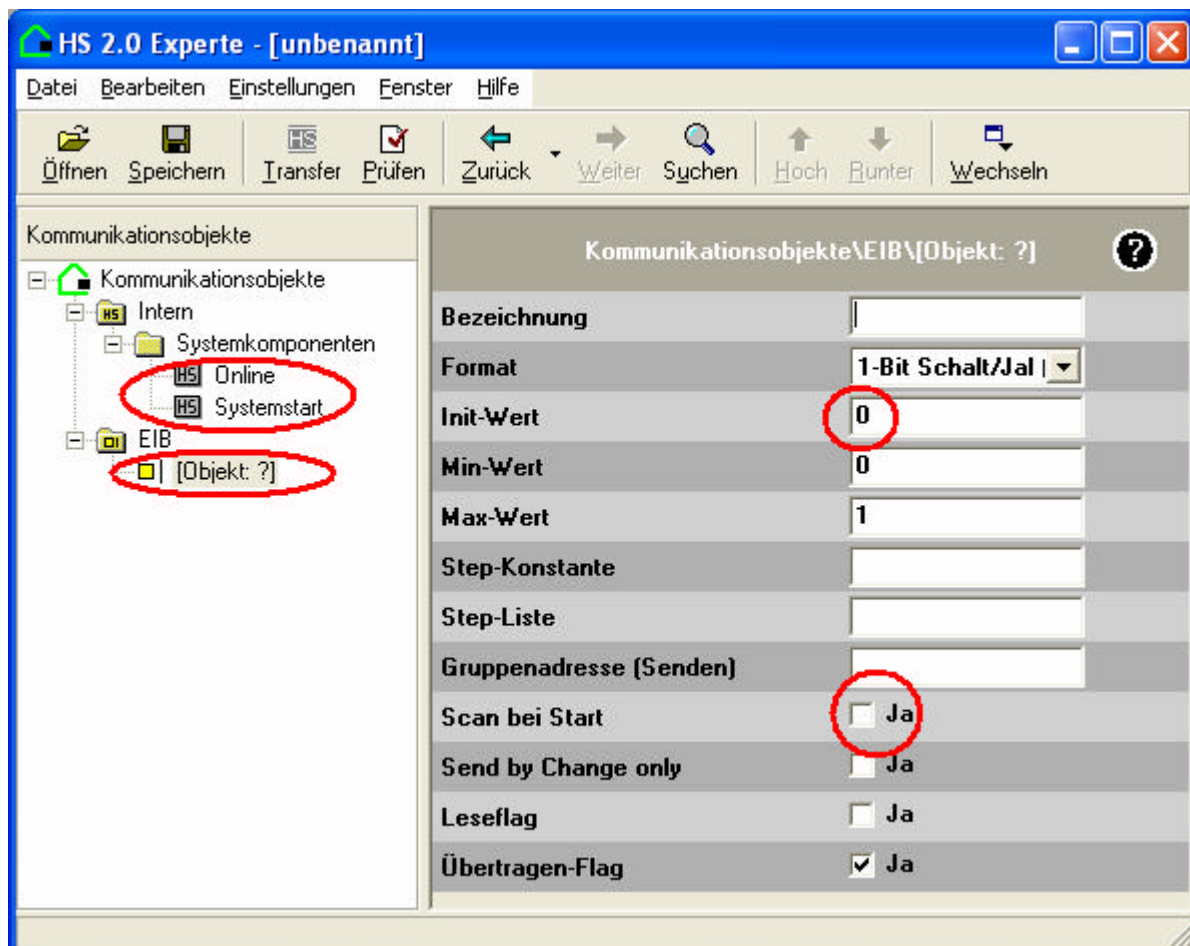 HS 2.0 Experte - [unbenannt]
Datei Bearbeiten Einstellungen Fenster Hilfe
Öffnen Speichern Transfer Prüfen Zurück Weiter Suchen Hoch Runter Wechseln
Kommunikationsobjekte
Kommunikationsobjekte
Intern
Systemkomponenten
Online
Systemstart
EIB
[Objekt: ?]
Kommunikationsobjekte\EIB\[Objekt: ?]
Bezeichnung
Format 1-Bit Schalt/Jal
Init-Wert 0
Min-Wert 0
Max-Wert 1
Step-Konstante
Step-Liste
Gruppenadresse (Senden)
Scan bei Start Ja
Send by Change only Ja
Leseflag Ja
Übertragen-Flag Ja